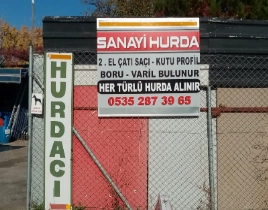 SANAYİ HURDA
2. EL ÇATI SACI - KUTU PROFİL
BORU - VARİL BULUNUR
HER TÜRLÜ HURDA ALINIR
0535 287 39 65
HURDACI